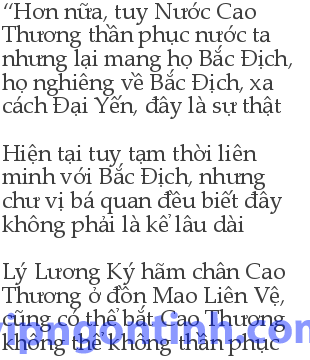 “Hơn nữa, tuy Nước Cao
Thương thần phục nước ta
nhưng lại mang họ Bắc Địch,
họ nghiêng về Bắc Địch, xa
cách Đại Yến, đây là sự thật
Hiện tại tuy tạm thời liên
minh với Bắc Địch, nhưng
chư vị bá quan đều biết đây
không phải là kế lâu dài
Lý Lương Ký hãm chân Cao
Thương ở đồn Mao Liên Vệ,
cũng có thể bắt Cao Thương
không thể không thần phục
vipngontinh.com